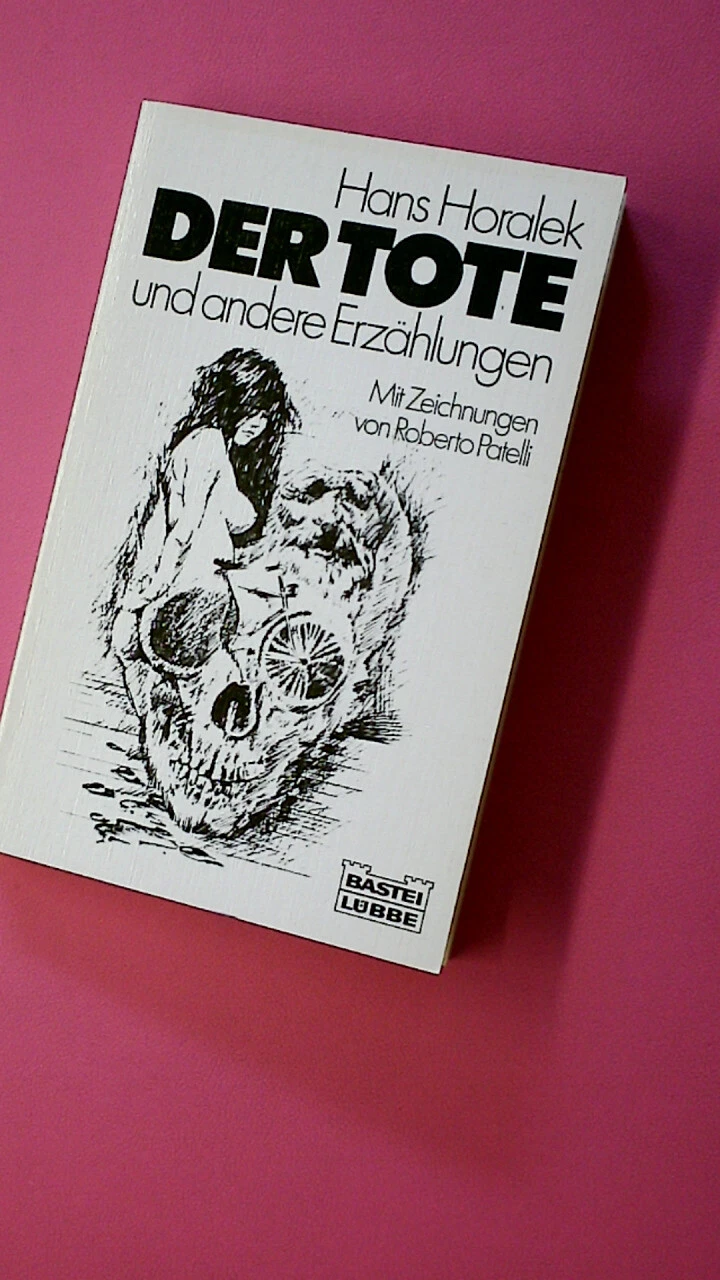 Hans Horalek
DER TOTE
und andere Erzählungen
Mit Zeichnungen
von Roberto Patelli
BASTEI
LÜBBE